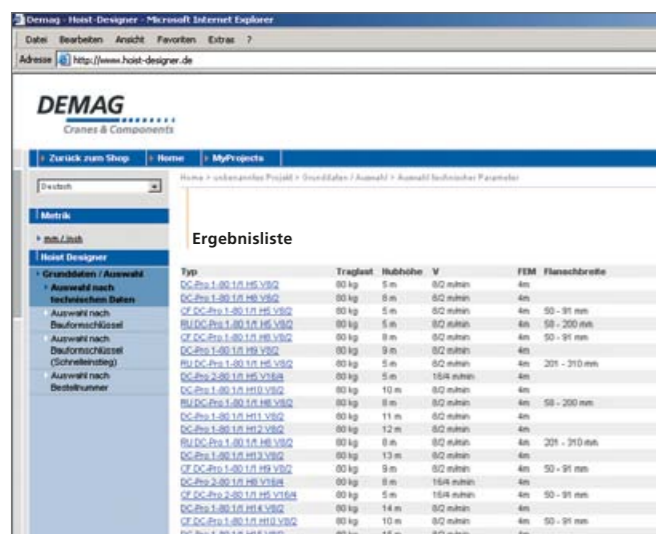 Demag - Hoist-Designer - Microsoft Internet Explorer
Datei Bearbeiten Ansicht Favoriten Extras ?
Adresse http://www.hoist-designer.de
DEMAG
Cranes & Components
Zurück zum Shop Home MyProjects
Home > unbenanntes Projekt > Grunddaten / Auswahl > Auswahl technischer Parameter
Deutsch
Metrik
mm / inch
Hoist Designer
Grunddaten / Auswahl
Auswahl nach
technischen Daten
Auswahl nach
Bauformschlüssel
Auswahl nach
Bauformschlüssel
(Schnelleinstieg)
Auswahl nach
Bestellnummer
Ergebnisliste
Typ Traglast Hubhöhe V FEM Flanschbreite
DC-Pro 1-80 1/1 H5 V8/2 80 kg 5 m 8/2 m/min 4m
DC-Pro 1-80 1/1 H8 V8/2 80 kg 8 m 8/2 m/min 4m
CF DC-Pro 1-80 1/1 H5 V8/2 80 kg 5 m 8/2 m/min 4m 50 - 91 mm
RU DC-Pro 1-80 1/1 H5 V8/2 80 kg 5 m 8/2 m/min 4m 58 - 200 mm
CF DC-Pro 1-80 1/1 H8 V8/2 80 kg 8 m 8/2 m/min 4m 50 - 91 mm
DC-Pro 1-80 1/1 H9 V8/2 80 kg 9 m 8/2 m/min 4m
RU DC-Pro 1-80 1/1 H5 V8/2 80 kg 5 m 8/2 m/min 4m 201 - 310 mm
DC-Pro 2-80 1/1 H5 V16/4 80 kg 5 m 16/4 m/min 4m
DC-Pro 1-80 1/1 H10 V8/2 80 kg 10 m 8/2 m/min 4m
RU DC-Pro 1-80 1/1 H8 V8/2 80 kg 8 m 8/2 m/min 4m 58 - 200 mm
DC-Pro 1-80 1/1 H11 V8/2 80 kg 11 m 8/2 m/min 4m
DC-Pro 1-80 1/1 H12 V8/2 80 kg 12 m 8/2 m/min 4m
RU DC-Pro 1-80 1/1 H8 V8/2 80 kg 8 m 8/2 m/min 4m 201 - 310 mm
DC-Pro 1-80 1/1 H13 V8/2 80 kg 13 m 8/2 m/min 4m
CF DC-Pro 1-80 1/1 H9 V8/2 80 kg 9 m 8/2 m/min 4m 50 - 91 mm
DC-Pro 2-80 1/1 H8 V16/4 80 kg 8 m 16/4 m/min 4m
CF DC-Pro 2-80 1/1 H5 V16/4 80 kg 5 m 16/4 m/min 4m 50 - 91 mm
DC-Pro 1-80 1/1 H14 V8/2 80 kg 14 m 8/2 m/min 4m
CF DC-Pro 1-80 1/1 H10 V8/2 80 kg 10 m 8/2 m/min 4m 50 - 91 mm